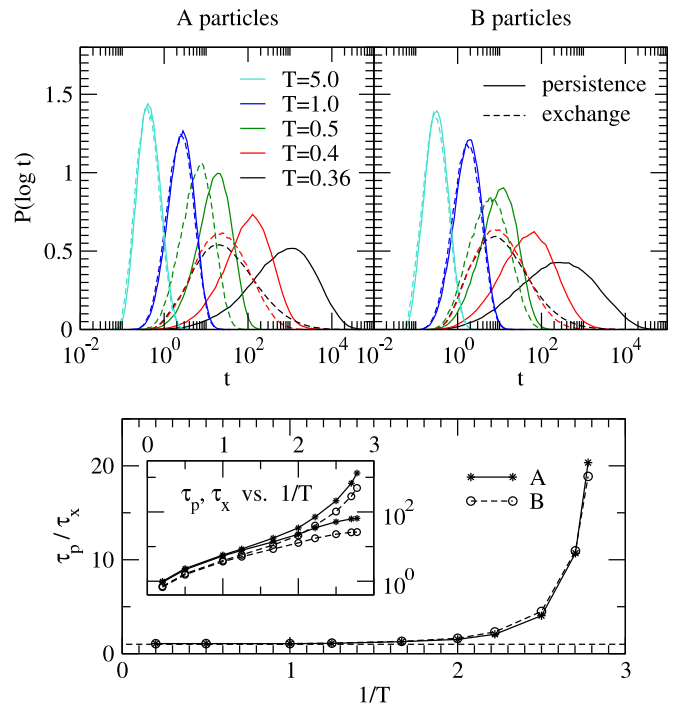 A particles B particles
P(log t)
1.5
1
0.5
0
T=5.0
T=1.0
T=0.5
T=0.4
T=0.36
persistence
exchange
10^-2 10^0 10^2 10^4 10^-2 10^0 10^2 10^4 10^6
t t
0 1 2 3
τ_p, τ_x vs. 1/T
10^2
10^0
A
B
τ_p / τ_x
20
10
0
0 1 2 3
1/T